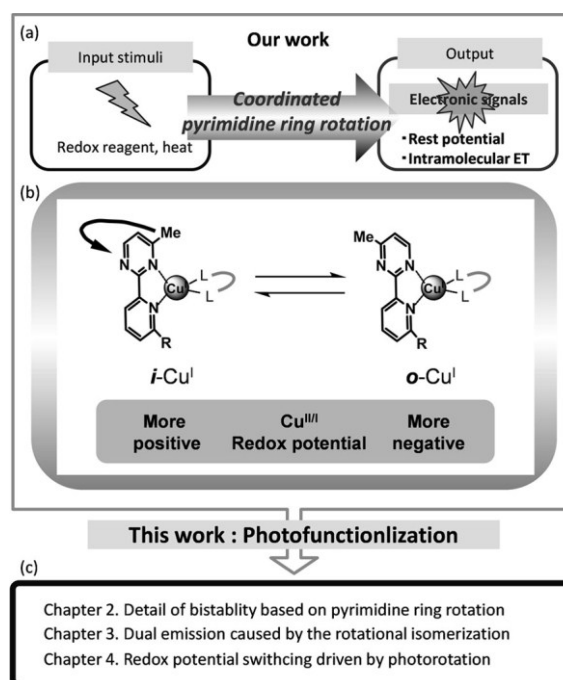 (a)
Our work
Input stimuli
Redox reagent, heat
Coordinated
pyrimidine ring rotation
Output
Electronic signals
・Rest potential
・Intramolecular ET
(b)
Me
N
N
Cu
L
L
N
R
i-Cuᴵ
Me
N
N
Cu
L
L
N
R
o-Cuᴵ
More
positive
Cuᴵᴵ/ᴵ
Redox potential
More
negative
This work : Photofunctionlization
(c)
Chapter 2. Detail of bistablity based on pyrimidine ring rotation
Chapter 3. Dual emission caused by the rotational isomerization
Chapter 4. Redox potential swithcing driven by photorotation